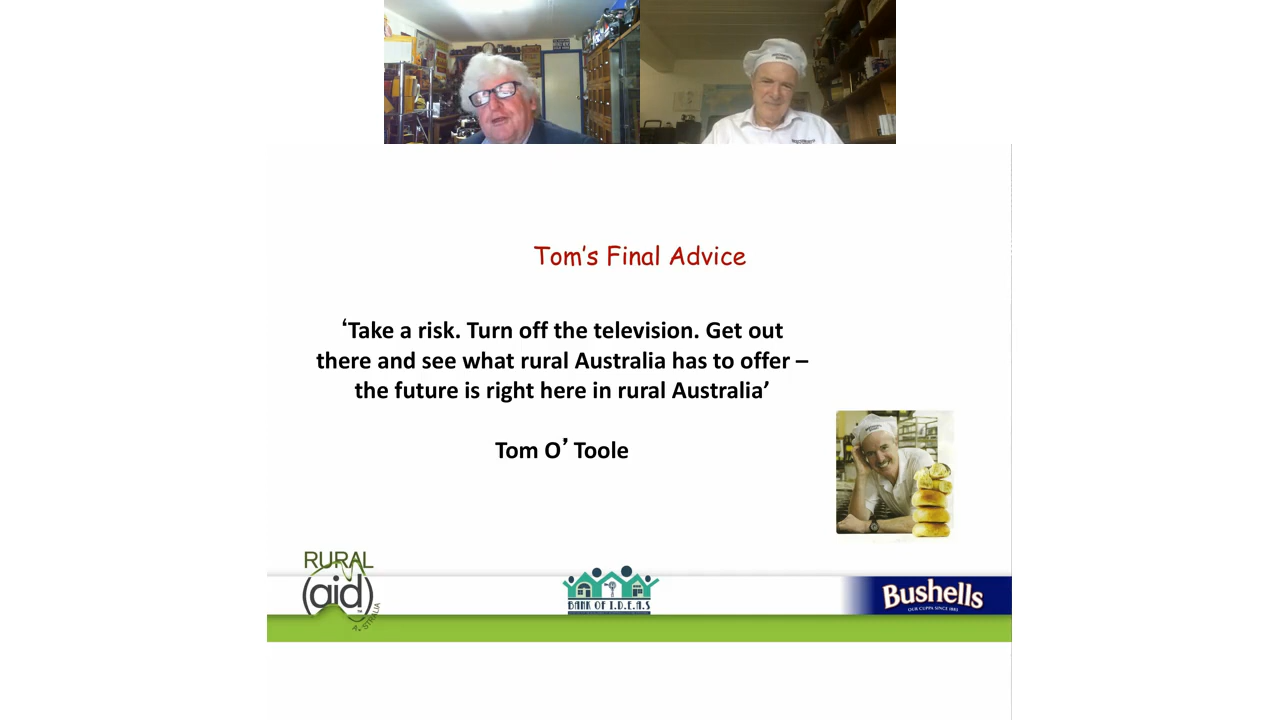 Tom's Final Advice
‘Take a risk. Turn off the television. Get out
there and see what rural Australia has to offer –
the future is right here in rural Australia’
Tom O’Toole
RURAL
(aid)
BANK OF I.D.E.A.S
Bushells
OUR CUPPA SINCE 1883